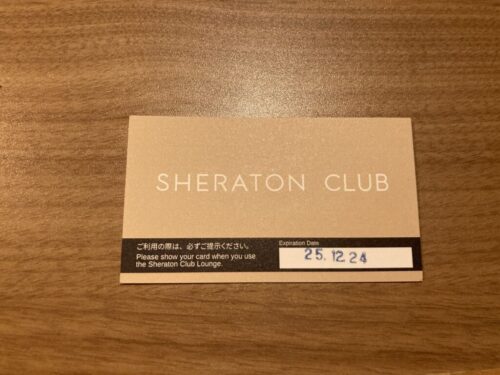 SHERATON CLUB
ご利用の際は、必ずご提示ください。
Please show your card when you use
the Sheraton Club Lounge.
Expiration Date
25.12.24